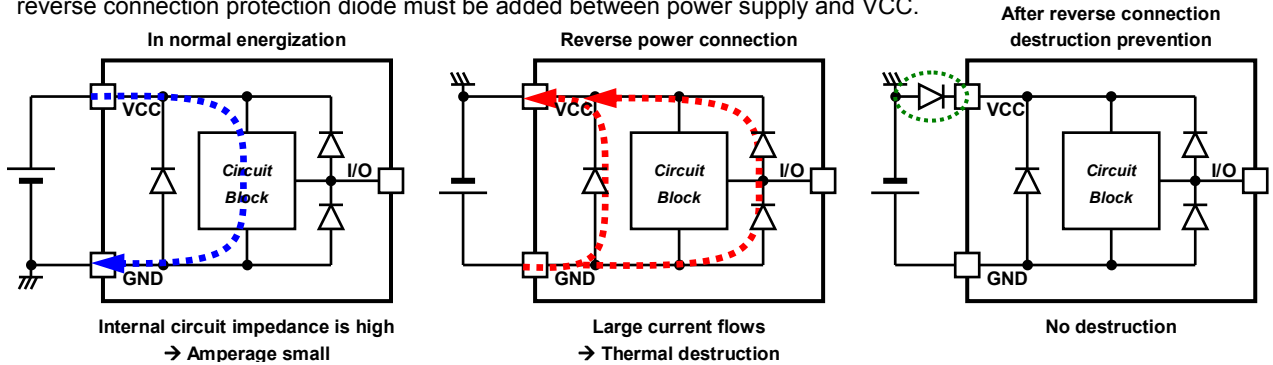 reverse connection protection diode must be added between power supply and VCC.
In normal energization
VCC
Circuit
Block
I/O
GND
Internal circuit impedance is high
→ Amperage small
Reverse power connection
VCC
Circuit
Block
I/O
GND
Large current flows
→ Thermal destruction
After reverse connection
destruction prevention
VCC
Circuit
Block
I/O
GND
No destruction